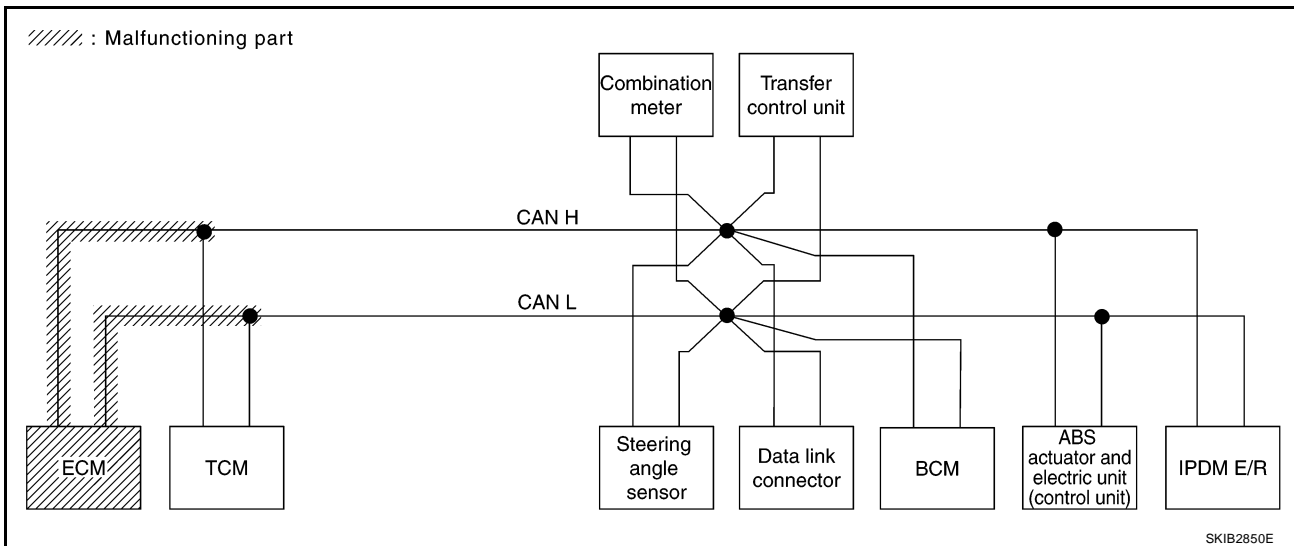 : Malfunctioning part
Combination
meter
Transfer
control unit
CAN H
CAN L
ECM
TCM
Steering
angle
sensor
Data link
connector
BCM
ABS
actuator and
electric unit
(control unit)
IPDM E/R
SKIB2850E